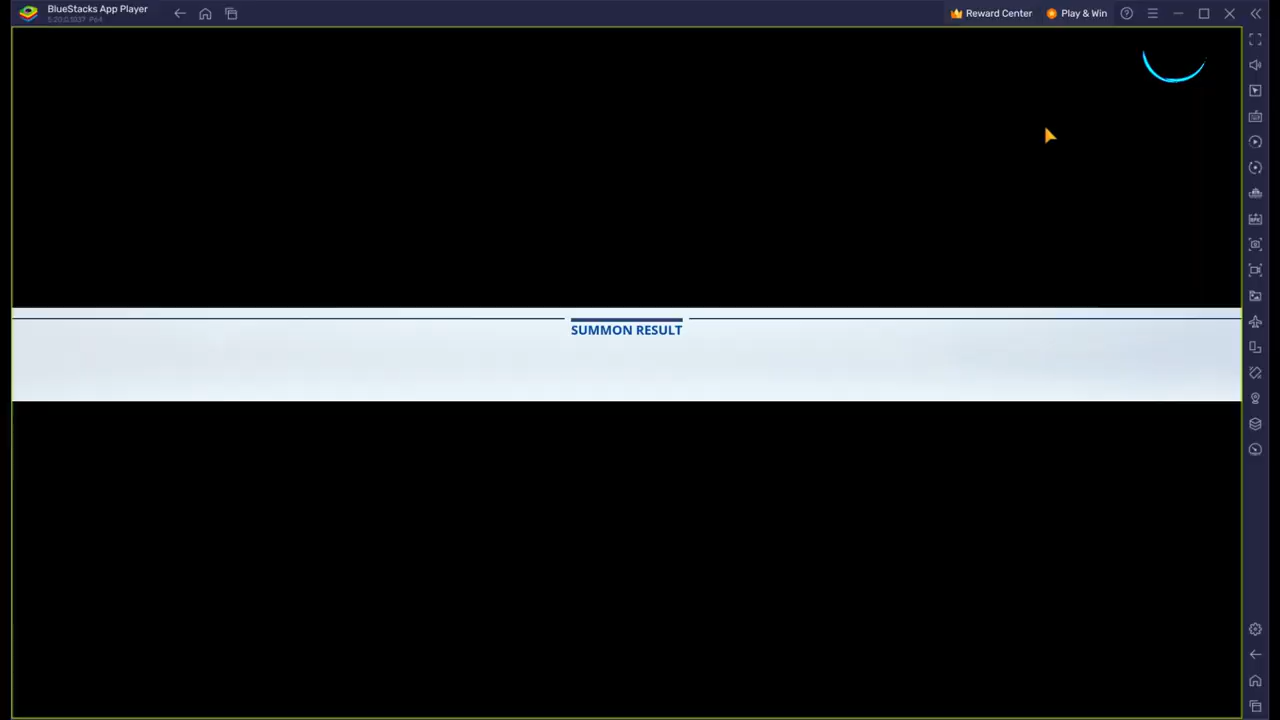 BlueStacks App Player
Reward Center
Play & Win
SUMMON RESULT